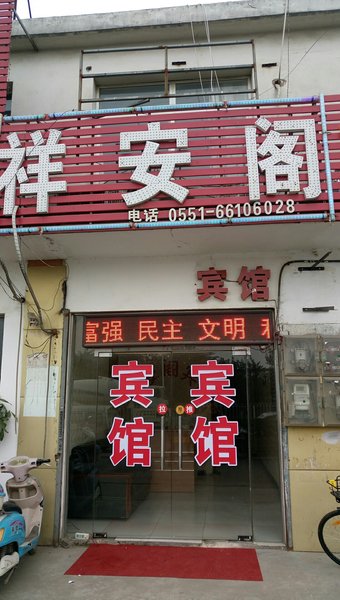 祥安阁
电话 0551-66106028
宾馆
富强 民主 文明 和
宾馆 宾馆
拉 推